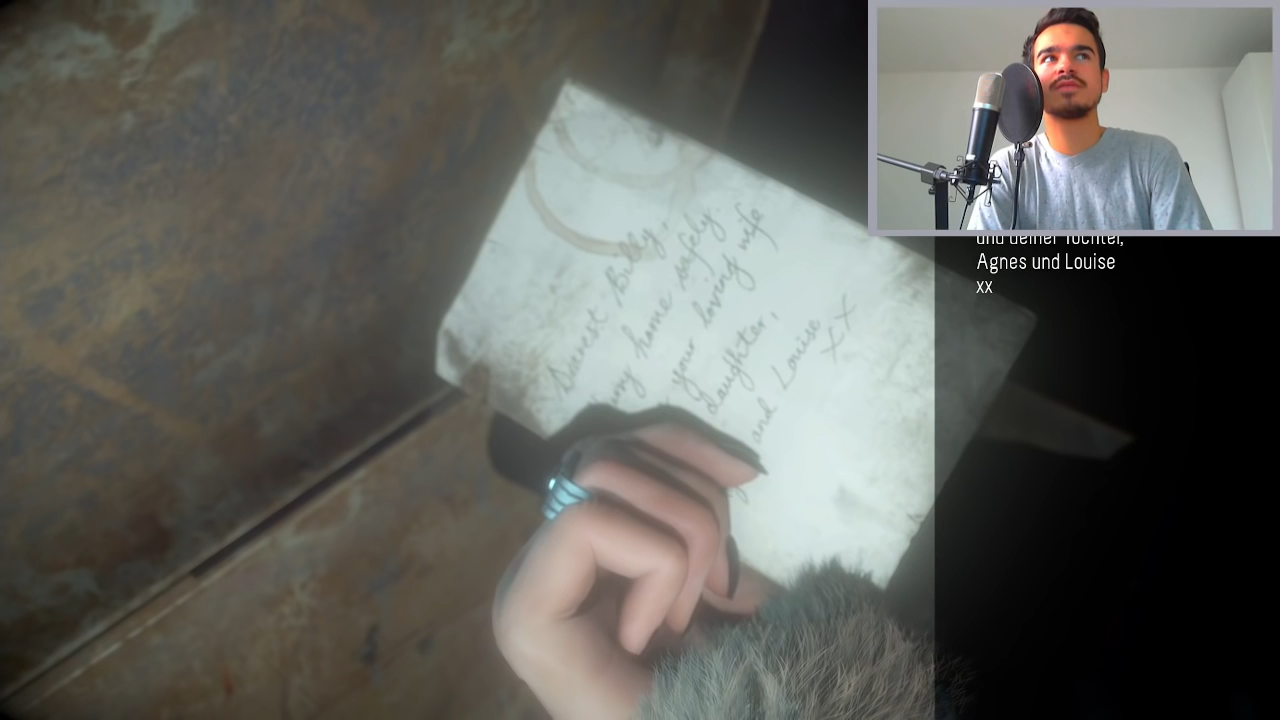 Dearest Billy,
home safely
your loving wife
daughter,
and Louise
XX
und deiner Tochter,
Agnes und Louise
xx